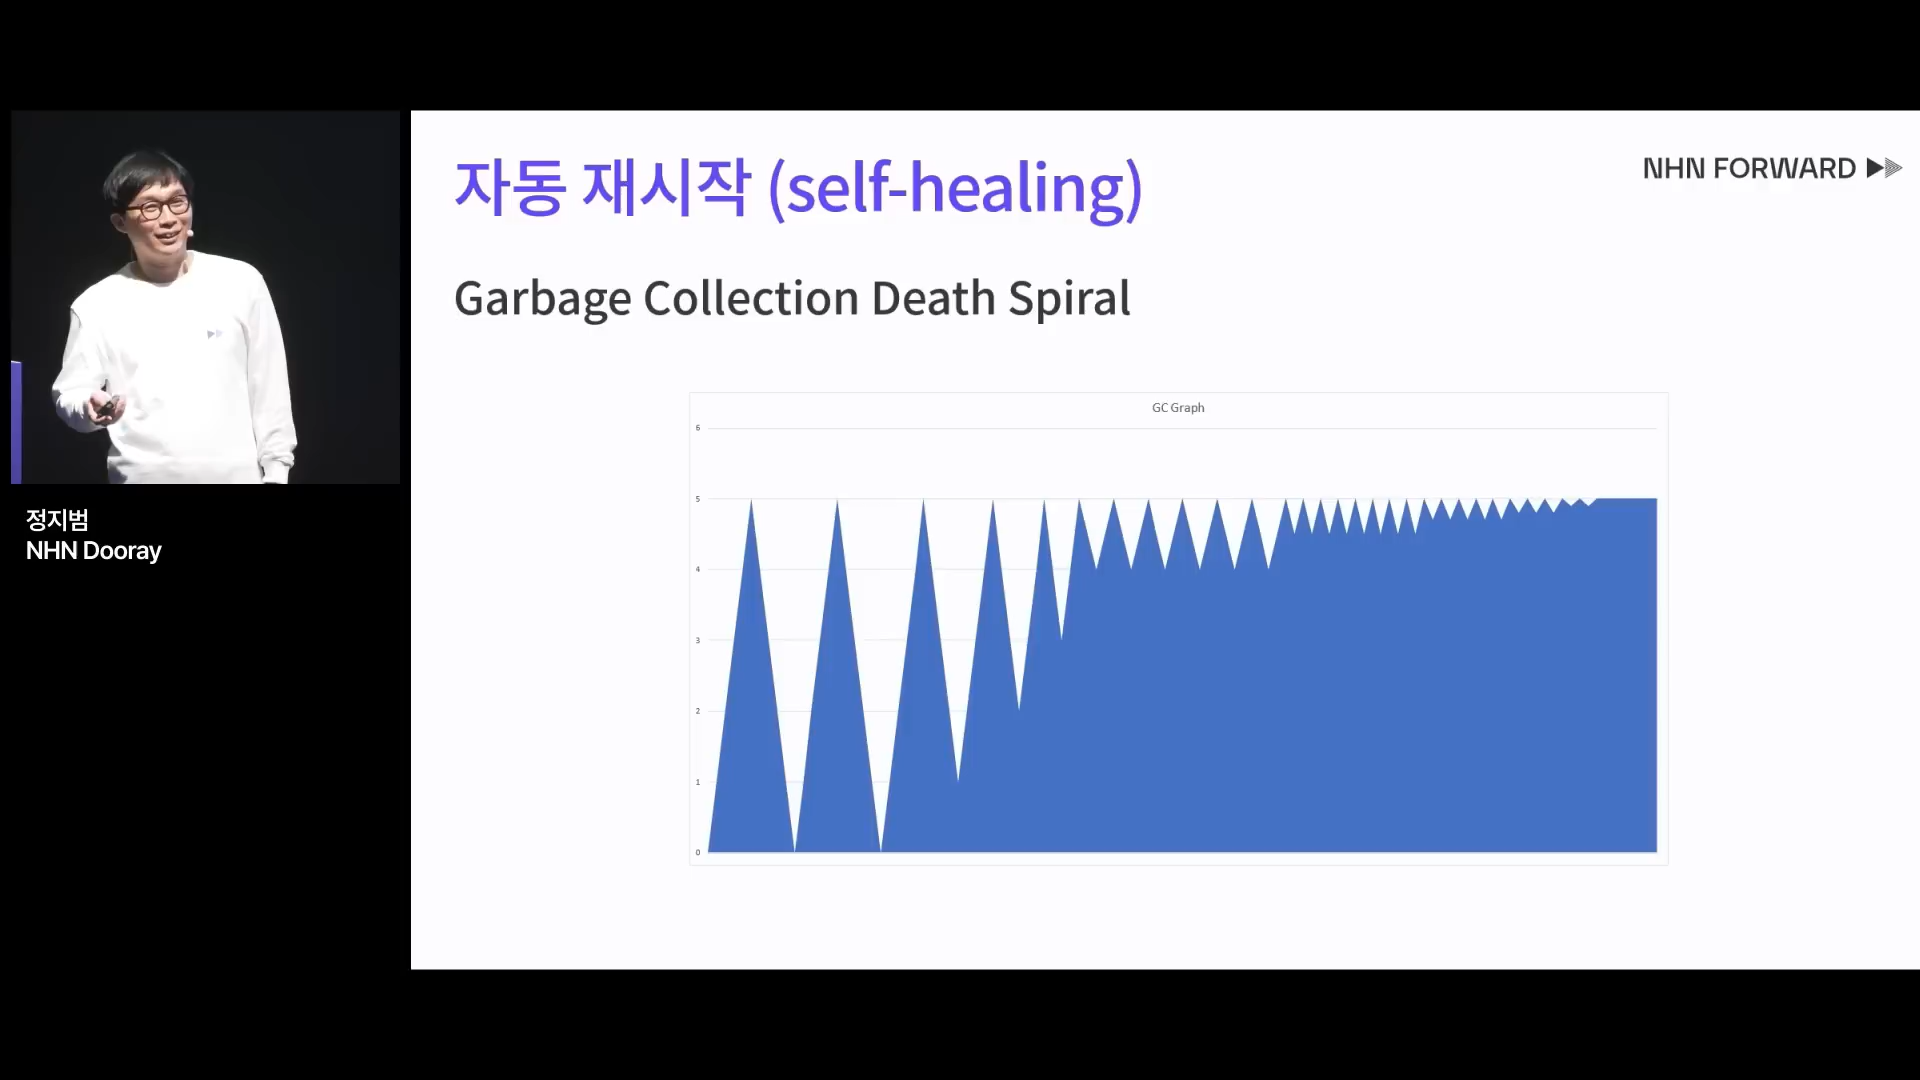 자동 재시작 (self-healing)
NHN FORWARD
Garbage Collection Death Spiral
GC Graph
6
5
4
3
2
1
0
정지범
NHN Dooray